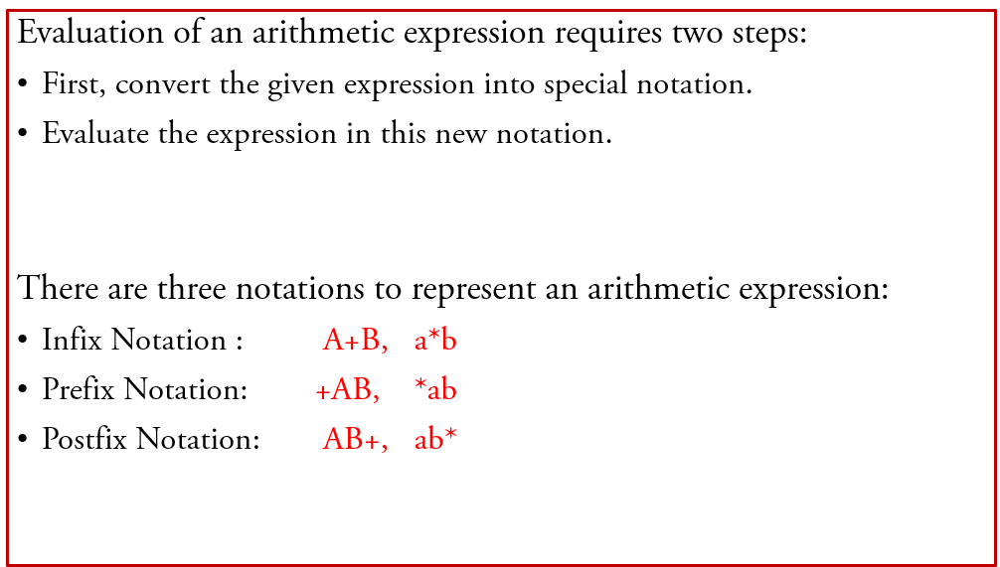 Evaluation of an arithmetic expression requires two steps:
• First, convert the given expression into special notation.
• Evaluate the expression in this new notation.
There are three notations to represent an arithmetic expression:
• Infix Notation : A+B, a*b
• Prefix Notation: +AB, *ab
• Postfix Notation: AB+, ab*